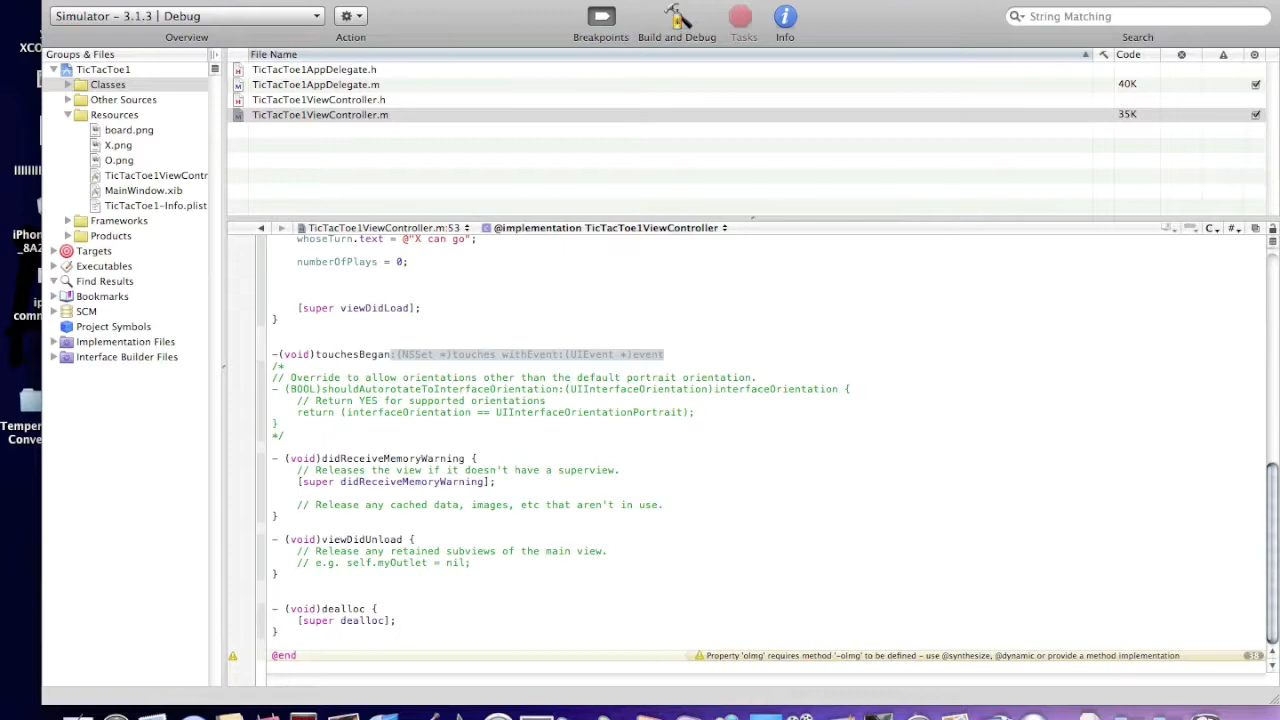 Simulator - 3.1.3 | Debug
String Matching
Overview
Action
Breakpoints
Build and Debug
Tasks
Info
Search
XCO
Groups & Files
File Name
Code
TicTacToe1
TicTacToe1AppDelegate.h
Classes
TicTacToe1AppDelegate.m
40K
Other Sources
TicTacToe1ViewController.h
Resources
TicTacToe1ViewController.m
35K
board.png
X.png
O.png
TicTacToe1ViewContr
MainWindow.xib
TicTacToe1-Info.plist
Frameworks
Products
Targets
Executables
Find Results
Bookmarks
SCM
Project Symbols
Implementation Files
Interface Builder Files
iPhon
_8A2
ip
comm
Tempera
Conve
TicTacToe1ViewController.m:53
@implementation TicTacToe1ViewController
C
#
whoseTurn.text = @"X can go";
numberOfPlays = 0;
[super viewDidLoad];
}
-(void)touchesBegan:(NSSet *)touches withEvent:(UIEvent *)event
/*
// Override to allow orientations other than the default portrait orientation.
- (BOOL)shouldAutorotateToInterfaceOrientation:(UIInterfaceOrientation)interfaceOrientation {
// Return YES for supported orientations
return (interfaceOrientation == UIInterfaceOrientationPortrait);
}
*/
- (void)didReceiveMemoryWarning {
// Releases the view if it doesn't have a superview.
[super didReceiveMemoryWarning];
// Release any cached data, images, etc that aren't in use.
}
- (void)viewDidUnload {
// Release any retained subviews of the main view.
// e.g. self.myOutlet = nil;
}
- (void)dealloc {
[super dealloc];
}
@end
Property 'oImg' requires method '-oImg' to be defined - use @synthesize, @dynamic or provide a method implementation